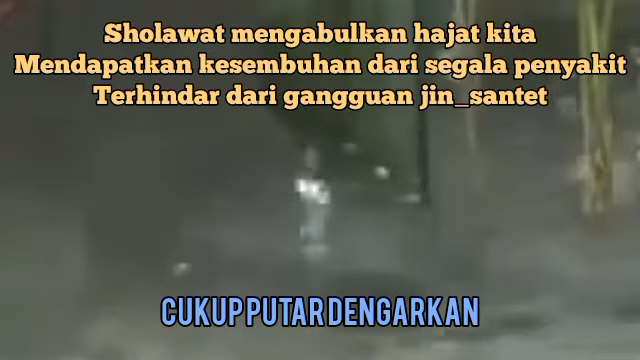 Sholawat mengabulkan hajat kita
Mendapatkan kesembuhan dari segala penyakit
Terhindar dari gangguan jin_santet
CUKUP PUTAR DENGARKAN